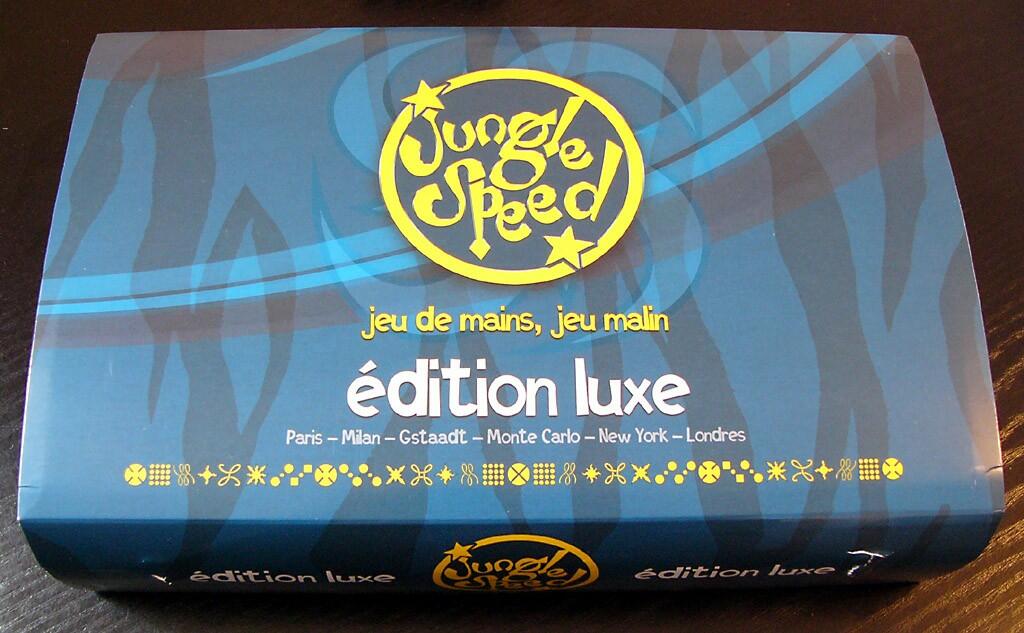 Jungle
Speed
jeu de mains, jeu malin
édition luxe
Paris – Milan – Gstaadt – Monte Carlo – New York – Londres
édition luxe
Jungle
Speed
édition luxe